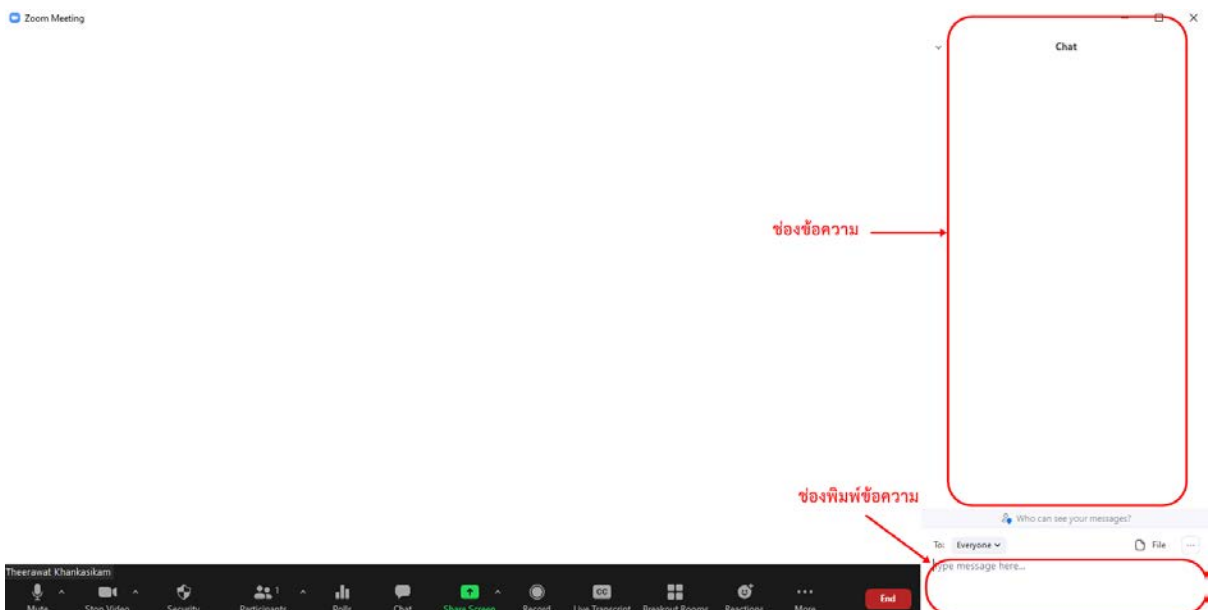 Zoom Meeting
Chat
ช่องข้อความ
ช่องพิมพ์ข้อความ
Who can see your messages?
To: Everyone File
Type message here...
Theerawat Khankasikam
1
Mute Stop Video Security Participants Polls Chat Share Screen Record CC Live Transcript Breakout Rooms Reactions More End